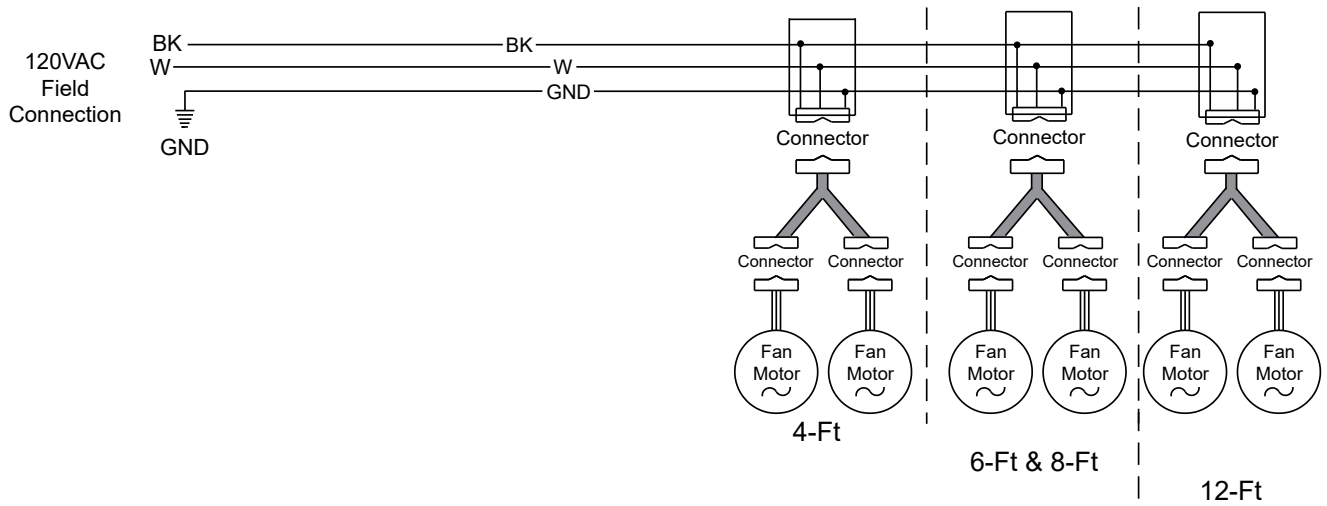 120VAC
Field
Connection
BK
W
GND
BK
W
GND
Connector
Connector
Connector
Connector
Connector
Connector
Connector
Connector
Connector
Fan
Motor
Fan
Motor
Fan
Motor
Fan
Motor
Fan
Motor
Fan
Motor
4-Ft
6-Ft & 8-Ft
12-Ft